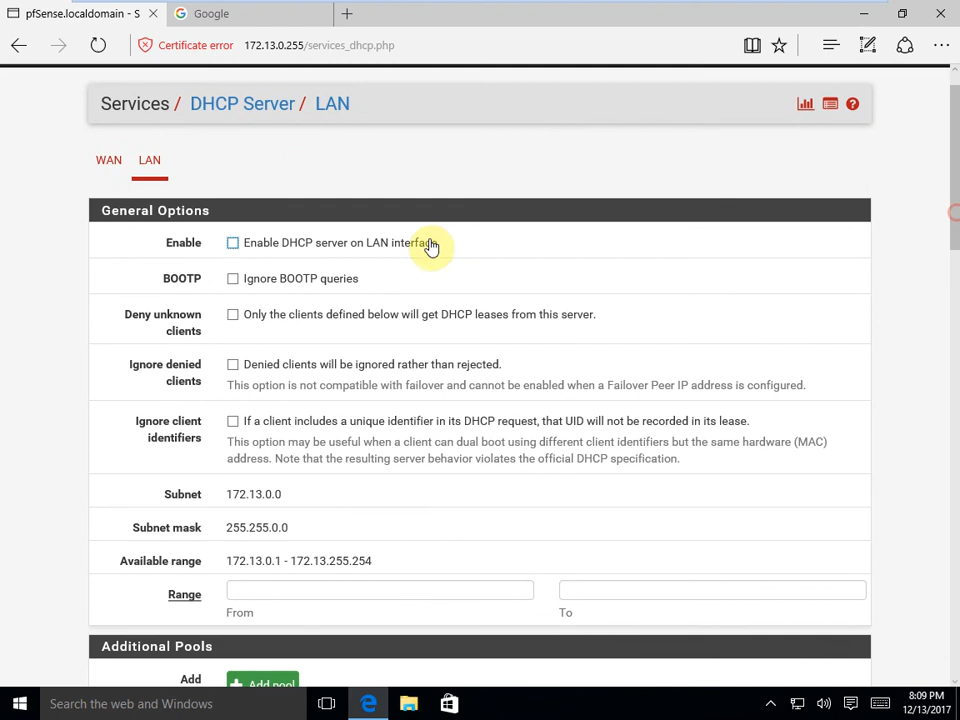 pfSense.localdomain - S
Google
Certificate error
172.13.0.255/services_dhcp.php
Services / DHCP Server / LAN
WAN
LAN
General Options
Enable
Enable DHCP server on LAN interface
BOOTP
Ignore BOOTP queries
Deny unknown
clients
Only the clients defined below will get DHCP leases from this server.
Ignore denied
clients
Denied clients will be ignored rather than rejected.
This option is not compatible with failover and cannot be enabled when a Failover Peer IP address is configured.
Ignore client
identifiers
If a client includes a unique identifier in its DHCP request, that UID will not be recorded in its lease.
This option may be useful when a client can dual boot using different client identifiers but the same hardware (MAC)
address. Note that the resulting server behavior violates the official DHCP specification.
Subnet
172.13.0.0
Subnet mask
255.255.0.0
Available range
172.13.0.1 - 172.13.255.254
Range
From
To
Additional Pools
Add
Add pool
Search the web and Windows
8:09 PM
12/13/2017